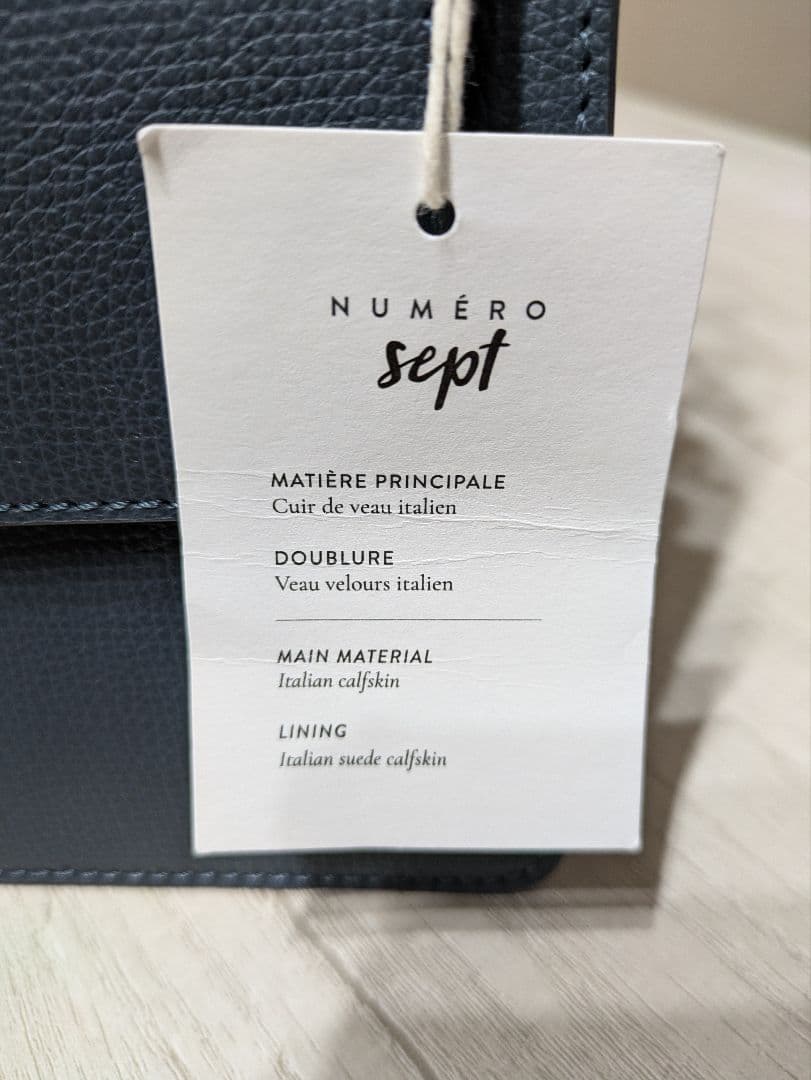 NUMÉRO
sept
MATIÈRE PRINCIPALE
Cuir de veau italien
DOUBLURE
Veau velours italien
MAIN MATERIAL
Italian calfskin
LINING
Italian suede calfskin